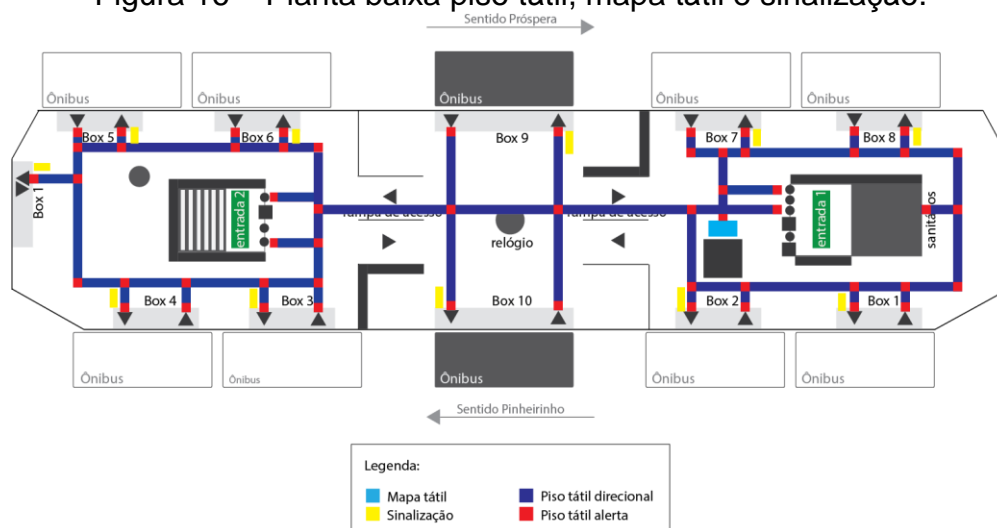 Figura 16 – Planta baixa piso tátil, mapa tátil e sinalização.
Sentido Próspera
Ônibus
Ônibus
Ônibus
Ônibus
Ônibus
Box 5
Box 6
Box 9
Box 7
Box 8
Box 1
entrada 2
rampa de acesso
rampa de acesso
relógio
entrada 1
sanitários
Box 4
Box 3
Box 10
Box 2
Box 1
Ônibus
Ônibus
Ônibus
Ônibus
Ônibus
Sentido Pinheirinho
Legenda:
Mapa tátil
Piso tátil direcional
Sinalização
Piso tátil alerta